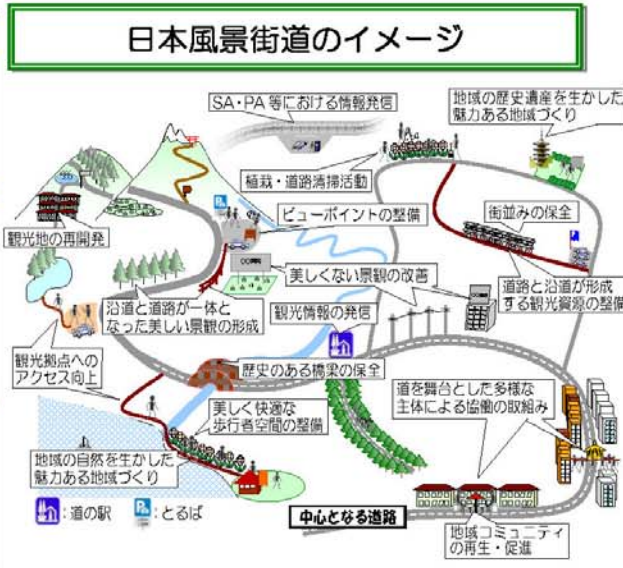 日本風景街道のイメージ
SA・PA等における情報発信
地域の歴史遺産を生かした
魅力ある地域づくり
植栽・道路清掃活動
ビューポイントの整備
街並みの保全
観光地の再開発
美しくない景観の改善
道路と沿道が形成
する観光資源の整備
沿道と道路が一体と
なった美しい景観の形成
観光情報の発信
観光拠点への
アクセス向上
歴史のある橋梁の保全
道を舞台とした多様な
主体による協働の取組み
美しく快適な
歩行者空間の整備
地域の自然を生かした
魅力ある地域づくり
:道の駅
:とるぱ
中心となる道路
地域コミュニティ
の再生・促進